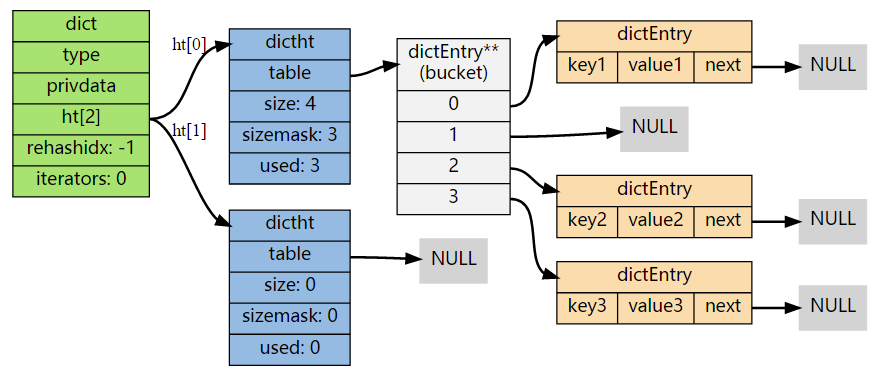 dict
type
privdata
ht[2]
rehashidx: -1
iterators: 0
ht[0]
ht[1]
dictht
table
size: 4
sizemask: 3
used: 3
dictht
table
size: 0
sizemask: 0
used: 0
NULL
dictEntry**
(bucket)
0
1
2
3
dictEntry
key1 value1 next
NULL
NULL
dictEntry
key2 value2 next
NULL
dictEntry
key3 value3 next
NULL